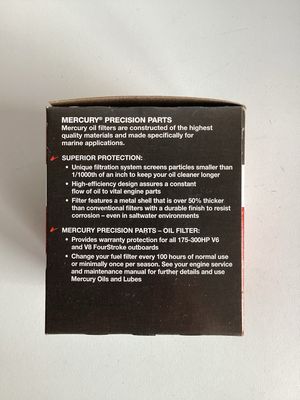 MERCURY® PRECISION PARTS
Mercury oil filters are constructed of the highest
quality materials and made specifically for
marine applications.
SUPERIOR PROTECTION:
• Unique filtration system screens particles smaller than
1/1000th of an inch to keep your oil cleaner longer
• High-efficiency design assures a constant
flow of oil to vital engine parts
• Filter features a metal shell that is over 50% thicker
than conventional filters with a durable finish to resist
corrosion – even in saltwater environments
MERCURY PRECISION PARTS – OIL FILTER:
• Provides warranty protection for all 175-300HP V6
and V8 FourStroke outboards
• Change your fuel filter every 100 hours of normal use
or minimally once per season. See your engine service
and maintenance manual for further details and use
Mercury Oils and Lubes